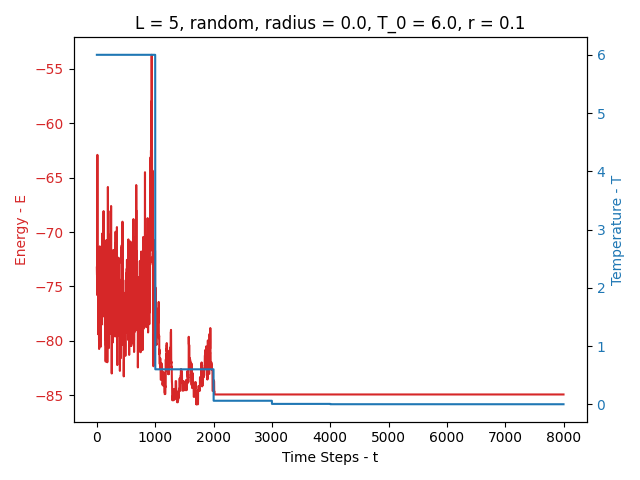 L = 5, random, radius = 0.0, T_0 = 6.0, r = 0.1
Energy - E
−55
−60
−65
−70
−75
−80
−85
6
5
4
3
2
1
0
Temperature - T
0 1000 2000 3000 4000 5000 6000 7000 8000
Time Steps - t